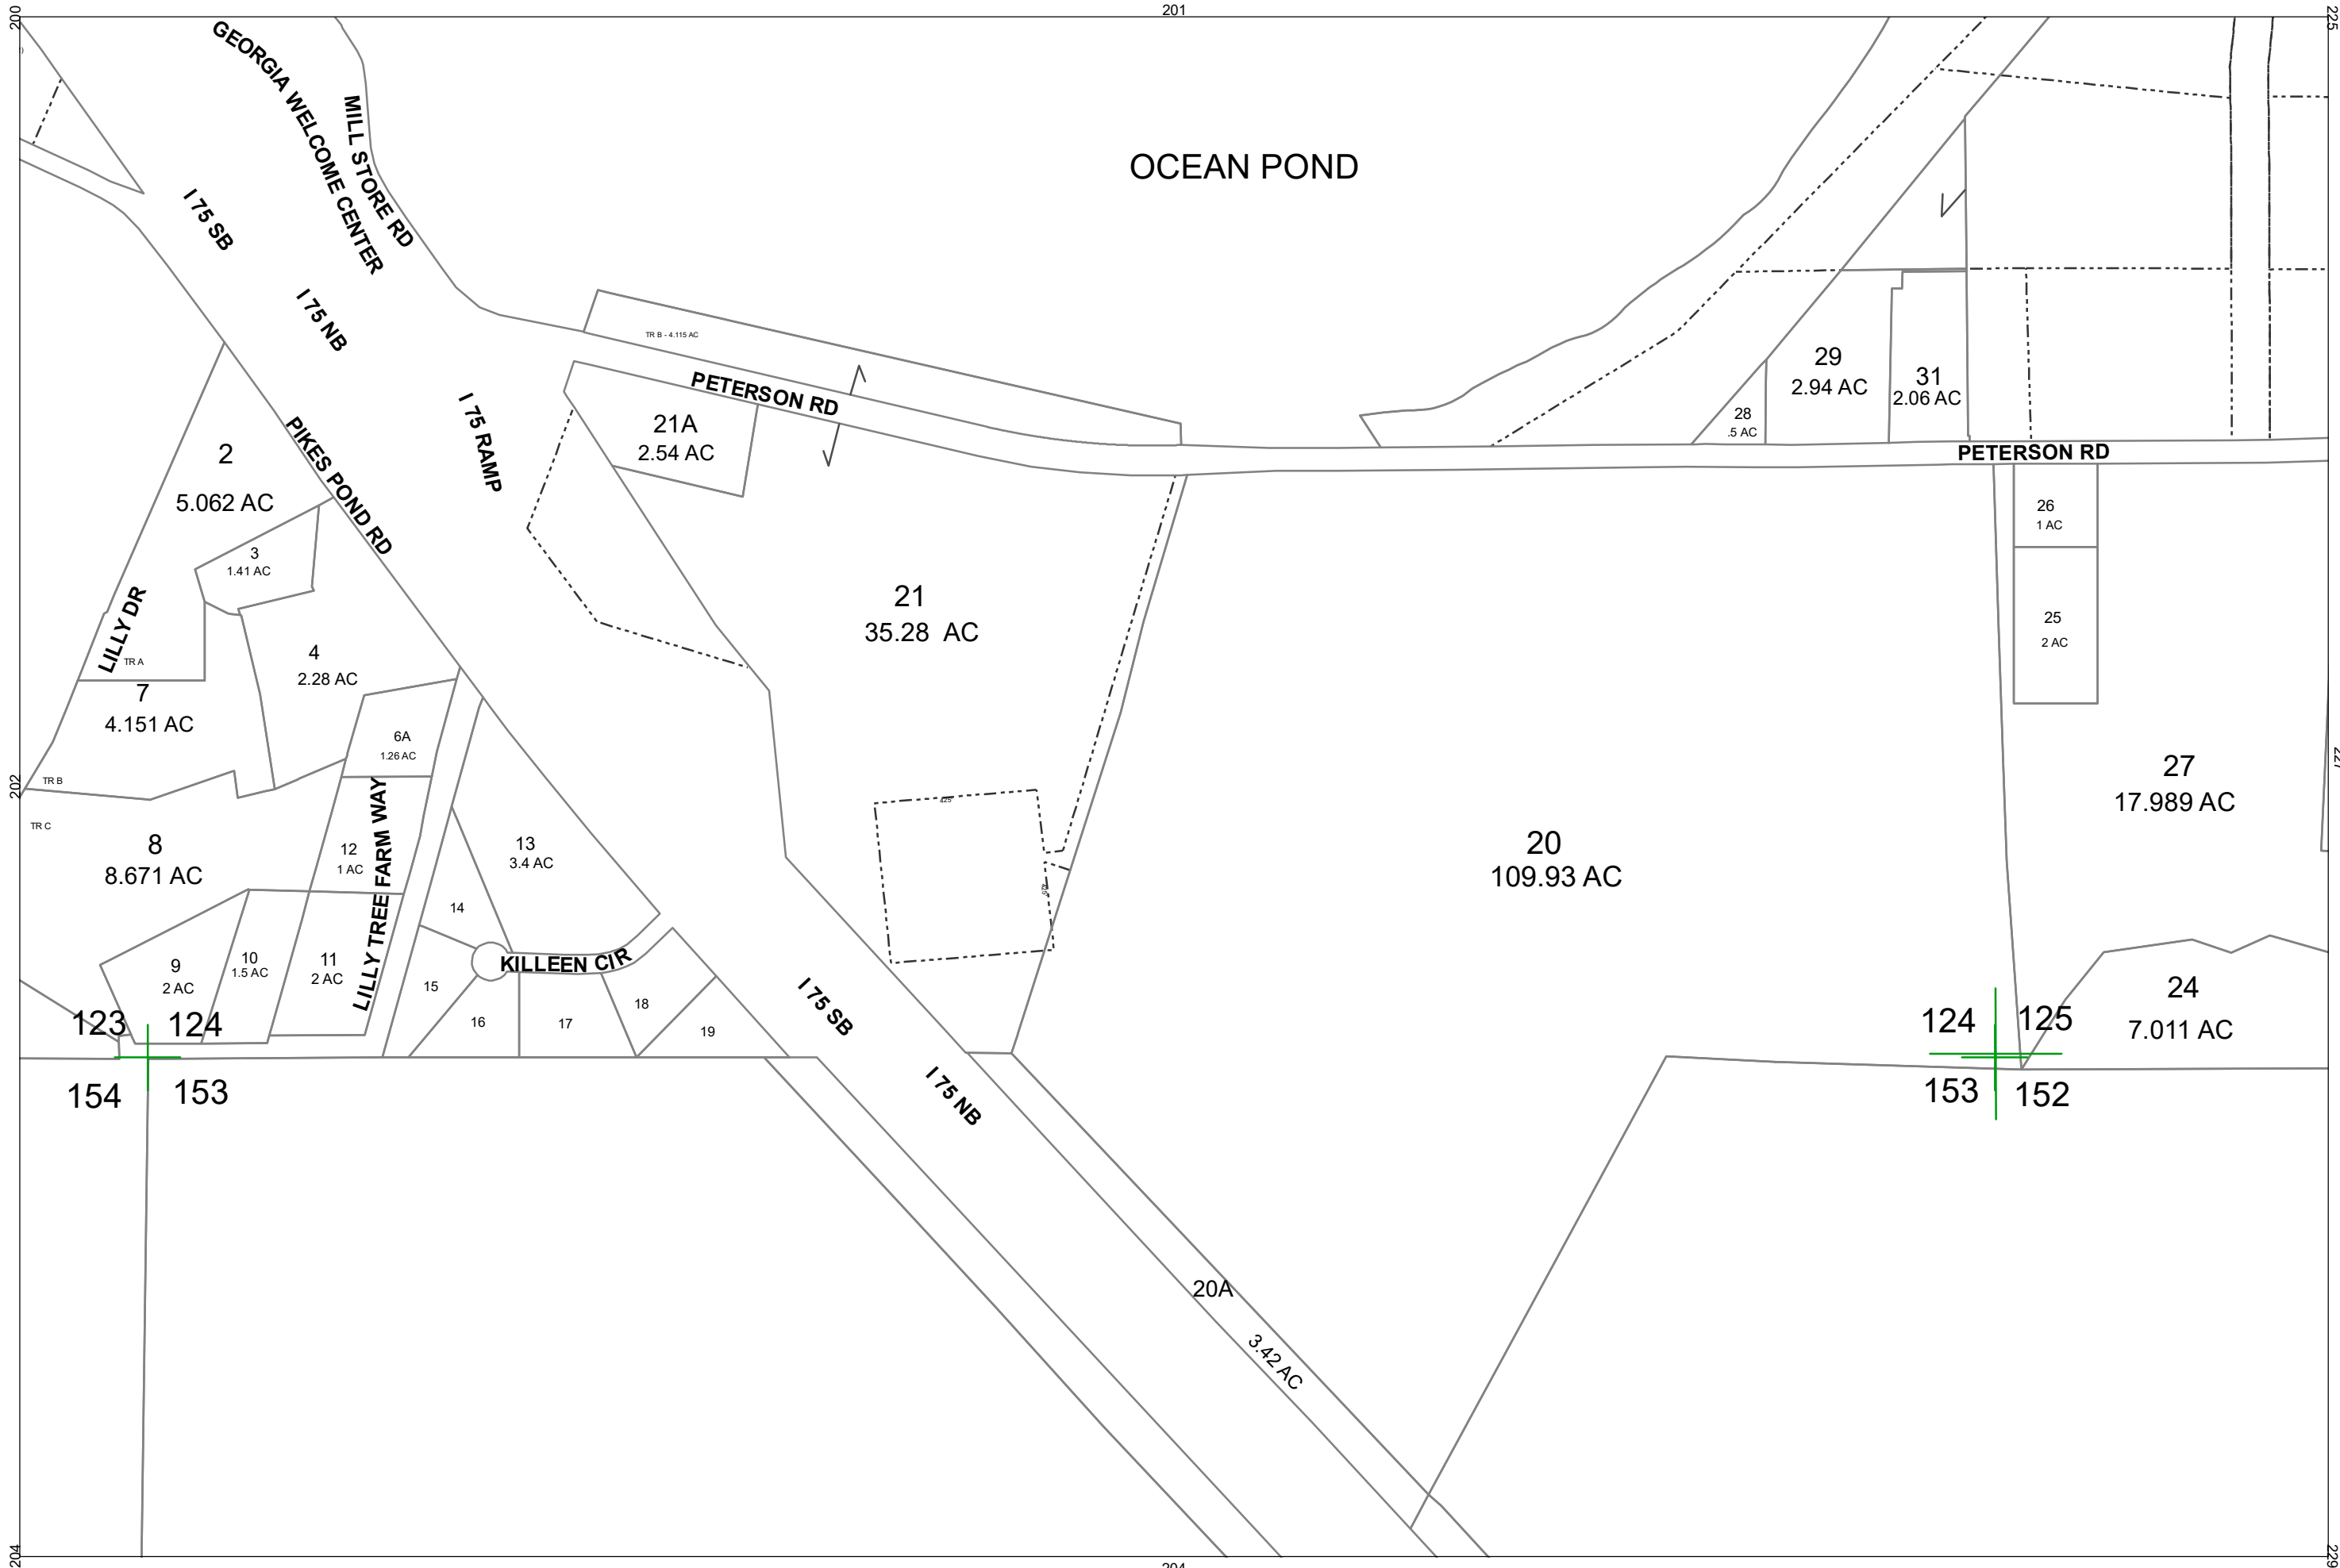 200
201
225
GEORGIA WELCOME CENTER
MILL STORE RD
I 75 SB
OCEAN POND
I 75 NB
TR B - 4.115 AC
PETERSON RD
I 75 RAMP
21A
2.54 AC
29
2.94 AC
31
2.06 AC
28
.5 AC
PETERSON RD
2
5.062 AC
PIKES POND RD
3
1.41 AC
26
1 AC
25
2 AC
21
35.28 AC
LILLY DR
TR A
4
2.28 AC
7
4.151 AC
6A
1.26 AC
TR B
202
227
27
17.989 AC
425'
425'
TR C
8
8.671 AC
12
1 AC
LILLY TREE FARM WAY
13
3.4 AC
20
109.93 AC
14
9
2 AC
10
1.5 AC
11
2 AC
KILLEEN CIR
15
16
17
18
19
I 75 SB
24
7.011 AC
123
124
154
153
124
125
153
152
I 75 NB
20A
3.42 AC
204
204
229